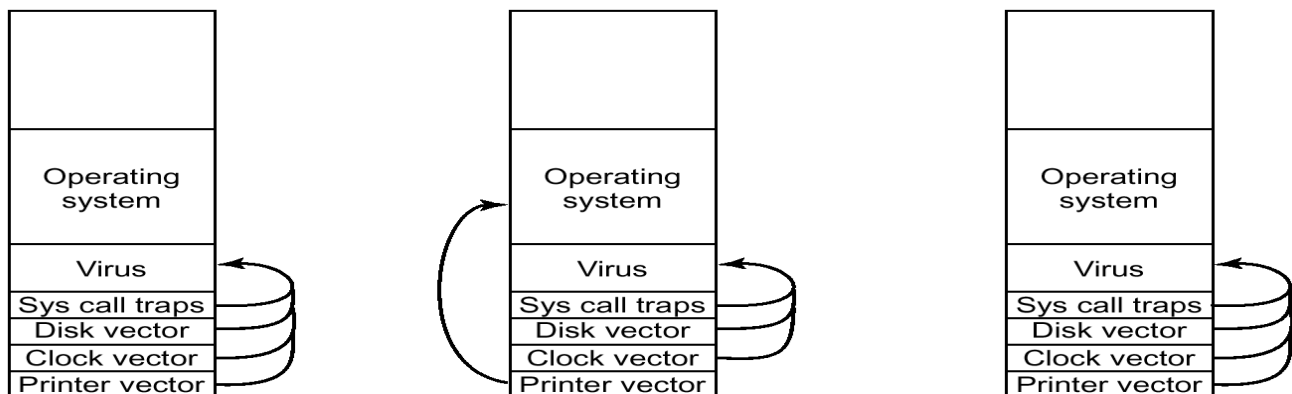 Operating
system
Virus
Sys call traps
Disk vector
Clock vector
Printer vector
Operating
system
Virus
Sys call traps
Disk vector
Clock vector
Printer vector
Operating
system
Virus
Sys call traps
Disk vector
Clock vector
Printer vector